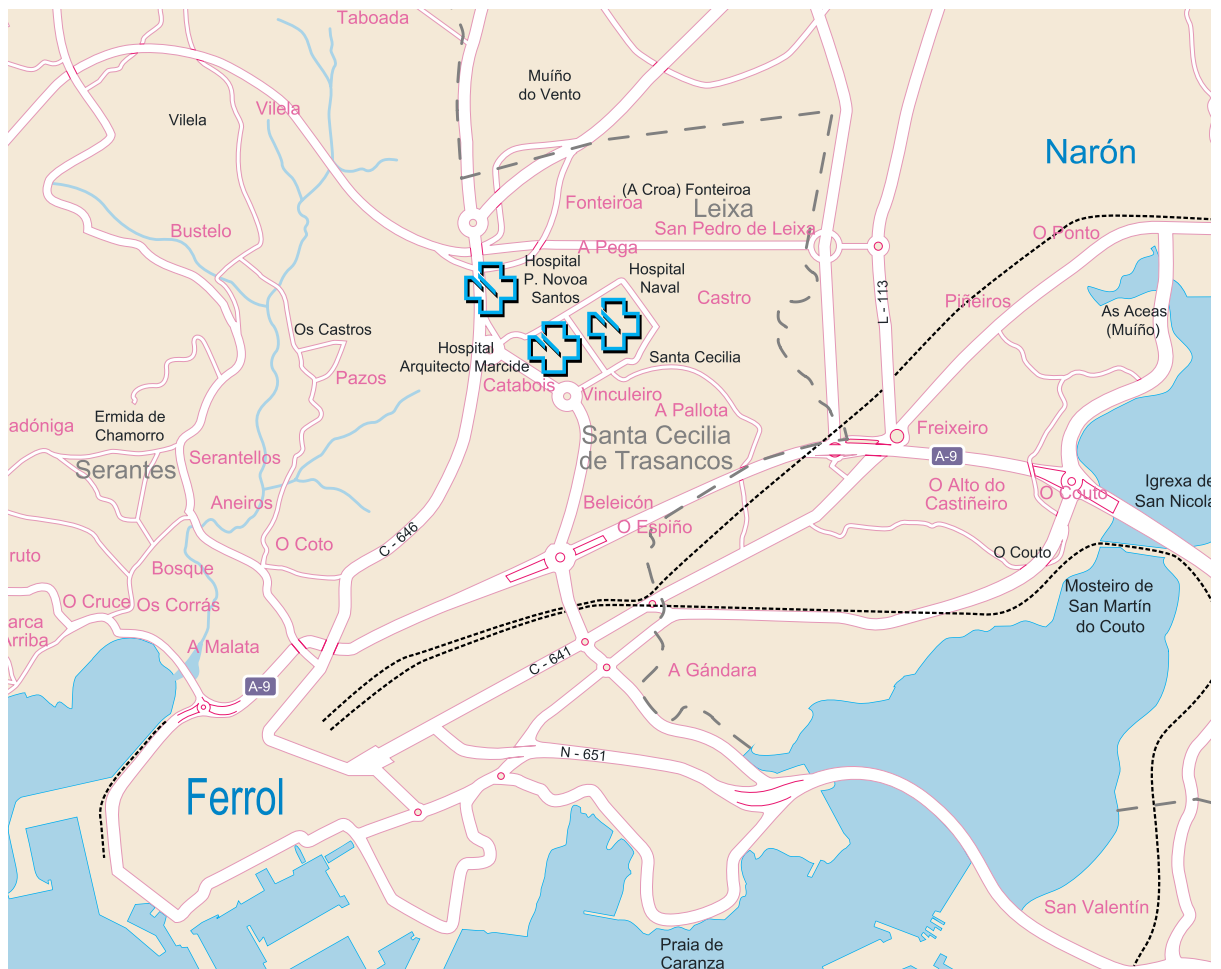 Taboada
Muíño
do Vento
Vilela
Vilela
Narón
(A Croa) Fonteiroa
Fonteiroa
Leixa
San Pedro de Leixa
Bustelo
O Ponto
A Pega
Hospital
P. Novoa
Santos
Hospital
Naval
Castro
Piñeiros
L - 113
As Aceas
(Muíño)
Os Castros
Hospital
Arquitecto Marcide
Santa Cecilia
Pazos
Catabois
Vinculeiro
A Pallota
Ermida de
Chamorro
adóniga
Freixeiro
Santa Cecilia
de Trasancos
A-9
Serantes
Serantellos
O Alto do
Castiñeiro
O Couto
Igrexa de
San Nicola
Aneiros
Beleicón
O Espiño
C - 646
O Coto
O Couto
ruto
Bosque
Mosteiro de
San Martín
do Couto
O Cruce
Os Corrás
arca
Arriba
A Malata
C - 641
A Gándara
A-9
N - 651
Ferrol
San Valentín
Praia de
Caranza